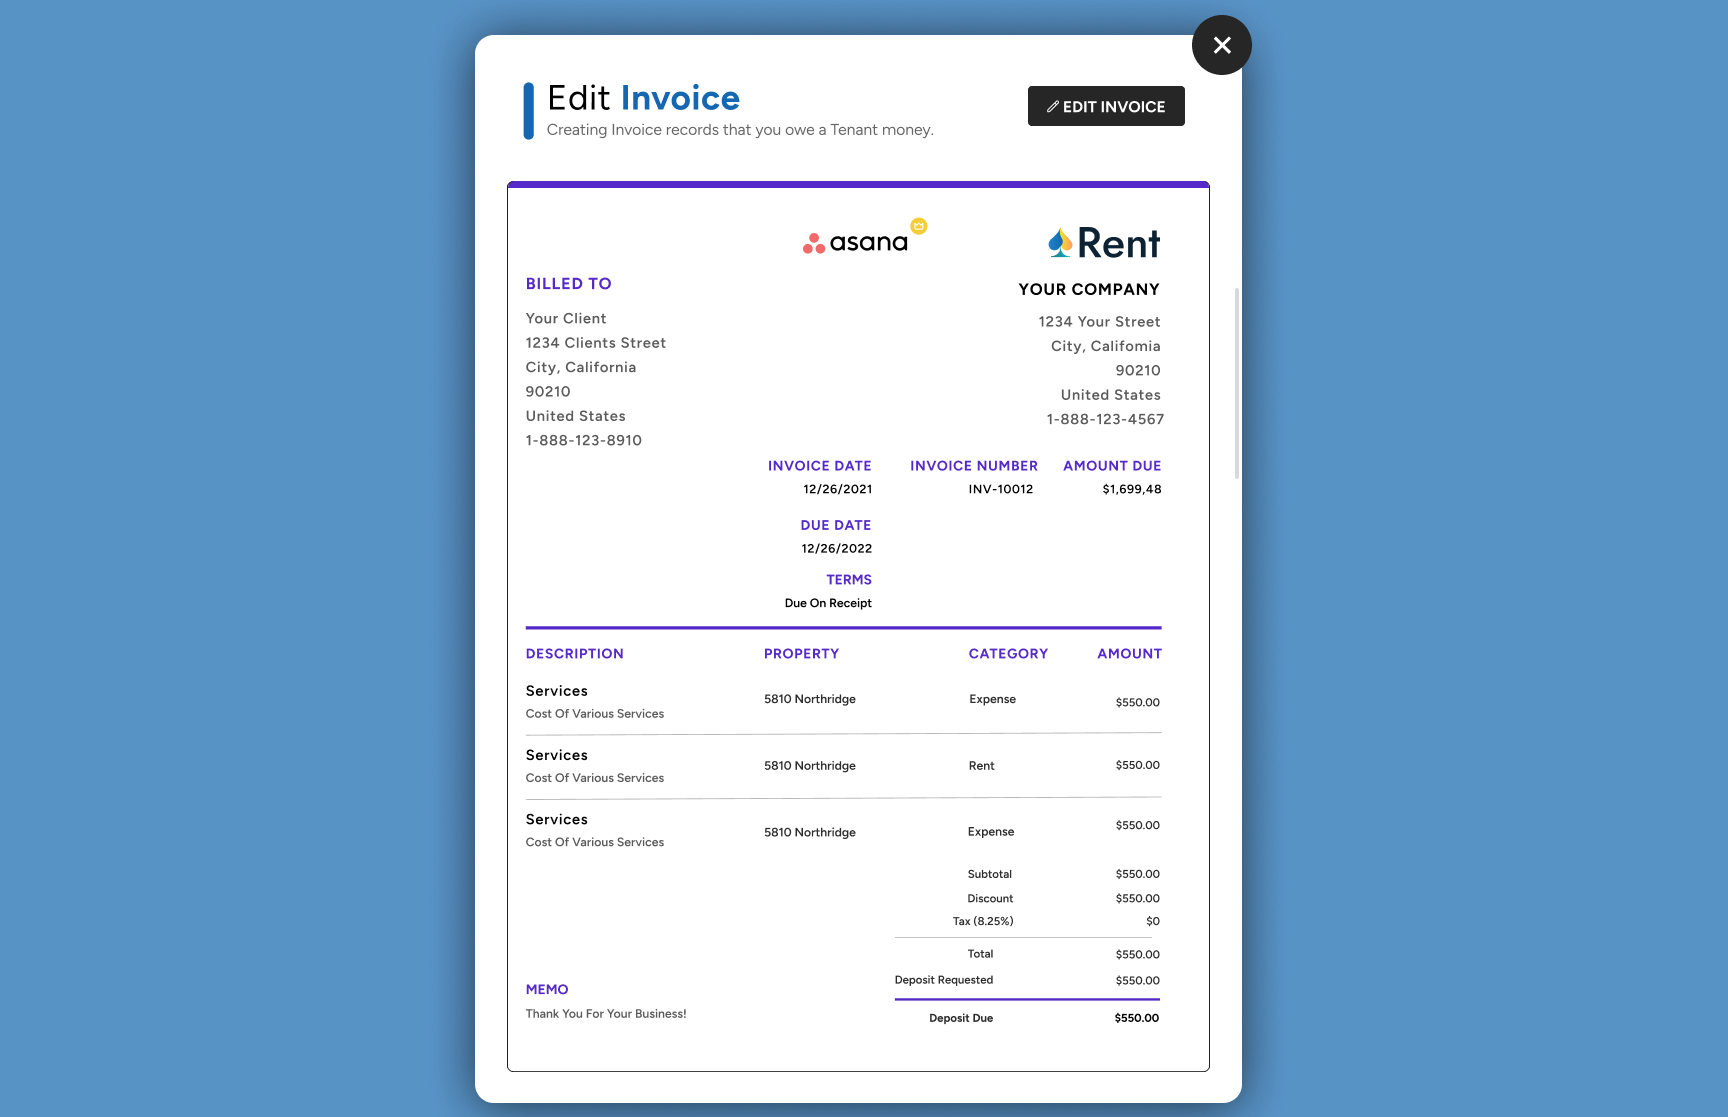 Edit Invoice
Creating Invoice records that you owe a Tenant money.
EDIT INVOICE
asana
Rent
BILLED TO
Your Client
1234 Clients Street
City, California
90210
United States
1-888-123-8910
YOUR COMPANY
1234 Your Street
City, Califomia
90210
United States
1-888-123-4567
INVOICE DATE
12/26/2021
INVOICE NUMBER
INV-10012
AMOUNT DUE
$1,699,48
DUE DATE
12/26/2022
TERMS
Due On Receipt
DESCRIPTION PROPERTY CATEGORY AMOUNT
Services
Cost Of Various Services
5810 Northridge Expense $550.00
Services
Cost Of Various Services
5810 Northridge Rent $550.00
Services
Cost Of Various Services
5810 Northridge Expense $550.00
Subtotal $550.00
Discount $550.00
Tax (8.25%) $0
Total $550.00
Deposit Requested $550.00
Deposit Due $550.00
MEMO
Thank You For Your Business!